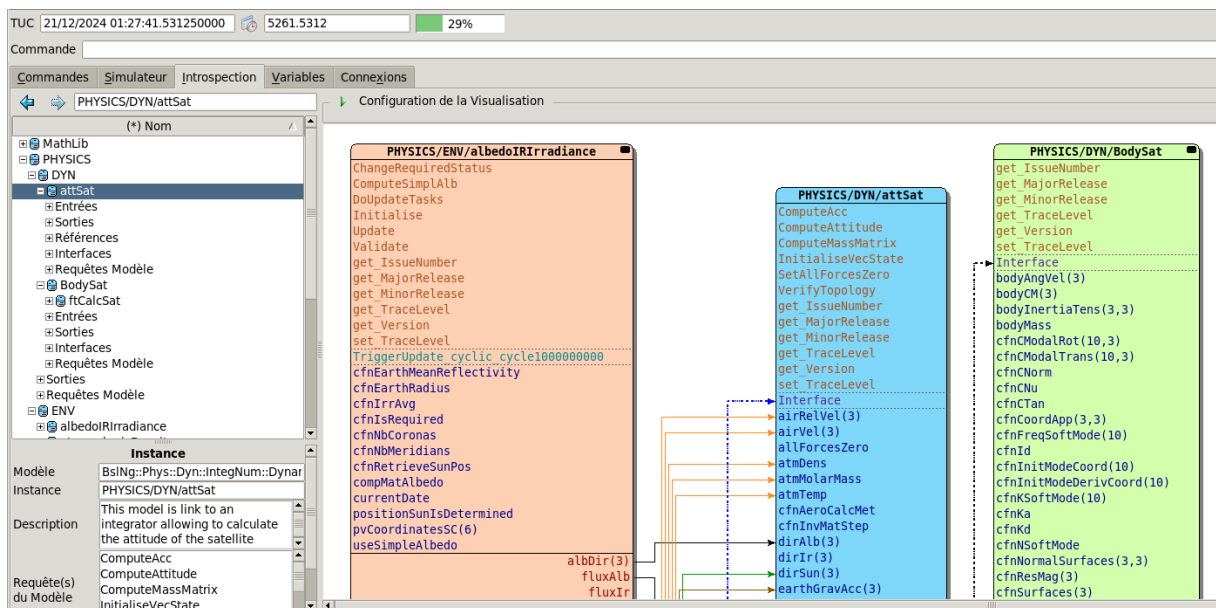 TUC 21/12/2024 01:27:41.531250000 5261.5312 29%
Commande
Commandes Simulateur Introspection Variables Connexions
PHYSICS/DYN/attSat
(*) Nom
MathLib
PHYSICS
DYN
attSat
Entrées
Sorties
Références
Interfaces
Requêtes Modèle
BodySat
ftCalcSat
Entrées
Sorties
Interfaces
Requêtes Modèle
Sorties
Requêtes Modèle
ENV
albedoIRIrradiance
Instance
Modèle BslNg::Phys::Dyn::IntegNum::Dynar
Instance PHYSICS/DYN/attSat
Description
This model is link to an
integrator allowing to calculate
the attitude of the satellite
Requête(s)
du Modèle
ComputeAcc
ComputeAttitude
ComputeMassMatrix
InitialiseVecState
Configuration de la Visualisation
PHYSICS/ENV/albedoIRIrradiance
ChangeRequiredStatus
ComputeSimplAlb
DoUpdateTasks
Initialise
Update
Validate
get_IssueNumber
get_MajorRelease
get_MinorRelease
get_TraceLevel
get_Version
set_TraceLevel
TriggerUpdate_cyclic_cycle1000000000
cfnEarthMeanReflectivity
cfnEarthRadius
cfnIrrAvg
cfnIsRequired
cfnNbCoronas
cfnNbMeridians
cfnRetrieveSunPos
compMatAlbedo
currentDate
positionSunIsDetermined
pvCoordinatesSC(6)
useSimpleAlbedo
albDir(3)
fluxAlb
fluxIr
PHYSICS/DYN/attSat
ComputeAcc
ComputeAttitude
ComputeMassMatrix
InitialiseVecState
SetAllForcesZero
VerifyTopology
get_IssueNumber
get_MajorRelease
get_MinorRelease
get_TraceLevel
get_Version
set_TraceLevel
Interface
airRelVel(3)
airVel(3)
allForcesZero
atmDens
atmMolarMass
atmTemp
cfnAeroCalcMet
cfnInvMatStep
dirAlb(3)
dirIr(3)
dirSun(3)
earthGravAcc(3)
PHYSICS/DYN/BodySat
get_IssueNumber
get_MajorRelease
get_MinorRelease
get_TraceLevel
get_Version
set_TraceLevel
Interface
bodyAngVel(3)
bodyCM(3)
bodyInertiaTens(3,3)
bodyMass
cfnCModalRot(10,3)
cfnCModalTrans(10,3)
cfnCNorm
cfnCNu
cfnCTan
cfnCoordApp(3,3)
cfnFreqSoftMode(10)
cfnId
cfnInitModeCoord(10)
cfnInitModeDerivCoord(10)
cfnKSoftMode(10)
cfnKa
cfnKd
cfnNSoftMode
cfnNormalSurfaces(3,3)
cfnResMag(3)
cfnSurfaces(3)